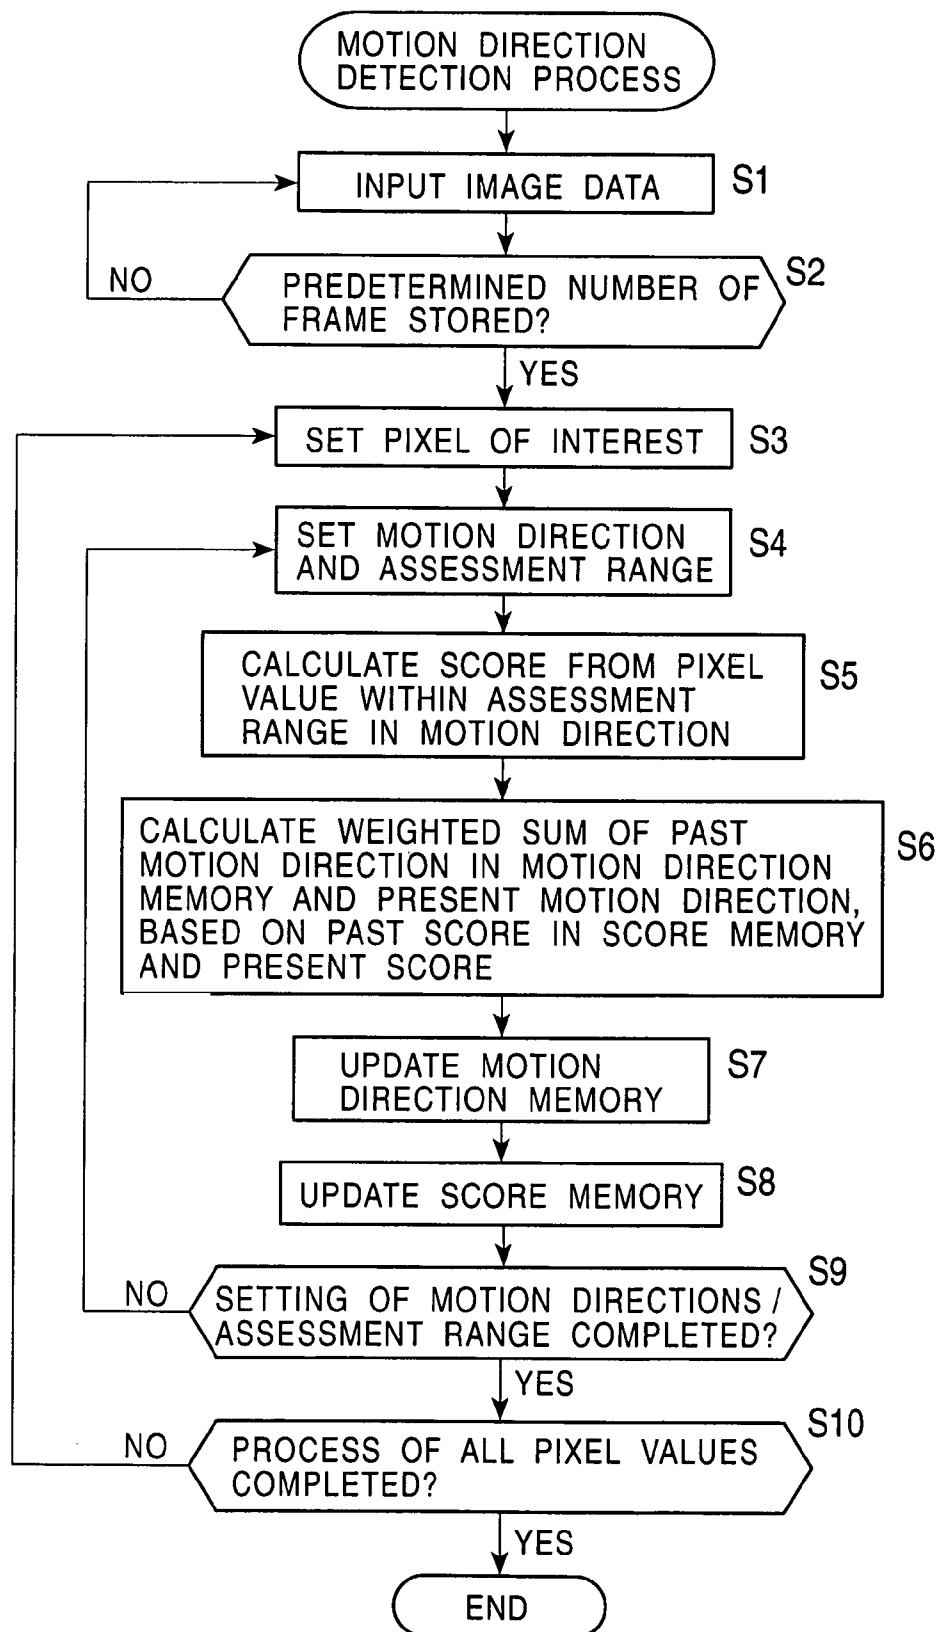 MOTION DIRECTION
DETECTION PROCESS
INPUT IMAGE DATA
S1
PREDETERMINED NUMBER OF
FRAME STORED?
S2
NO
YES
SET PIXEL OF INTEREST
S3
SET MOTION DIRECTION
AND ASSESSMENT RANGE
S4
CALCULATE SCORE FROM PIXEL
VALUE WITHIN ASSESSMENT
RANGE IN MOTION DIRECTION
S5
CALCULATE WEIGHTED SUM OF PAST
MOTION DIRECTION IN MOTION DIRECTION
MEMORY AND PRESENT MOTION DIRECTION,
BASED ON PAST SCORE IN SCORE MEMORY
AND PRESENT SCORE
S6
UPDATE MOTION
DIRECTION MEMORY
S7
UPDATE SCORE MEMORY
S8
SETTING OF MOTION DIRECTIONS /
ASSESSMENT RANGE COMPLETED?
S9
NO
YES
PROCESS OF ALL PIXEL VALUES
COMPLETED?
S10
NO
YES
END